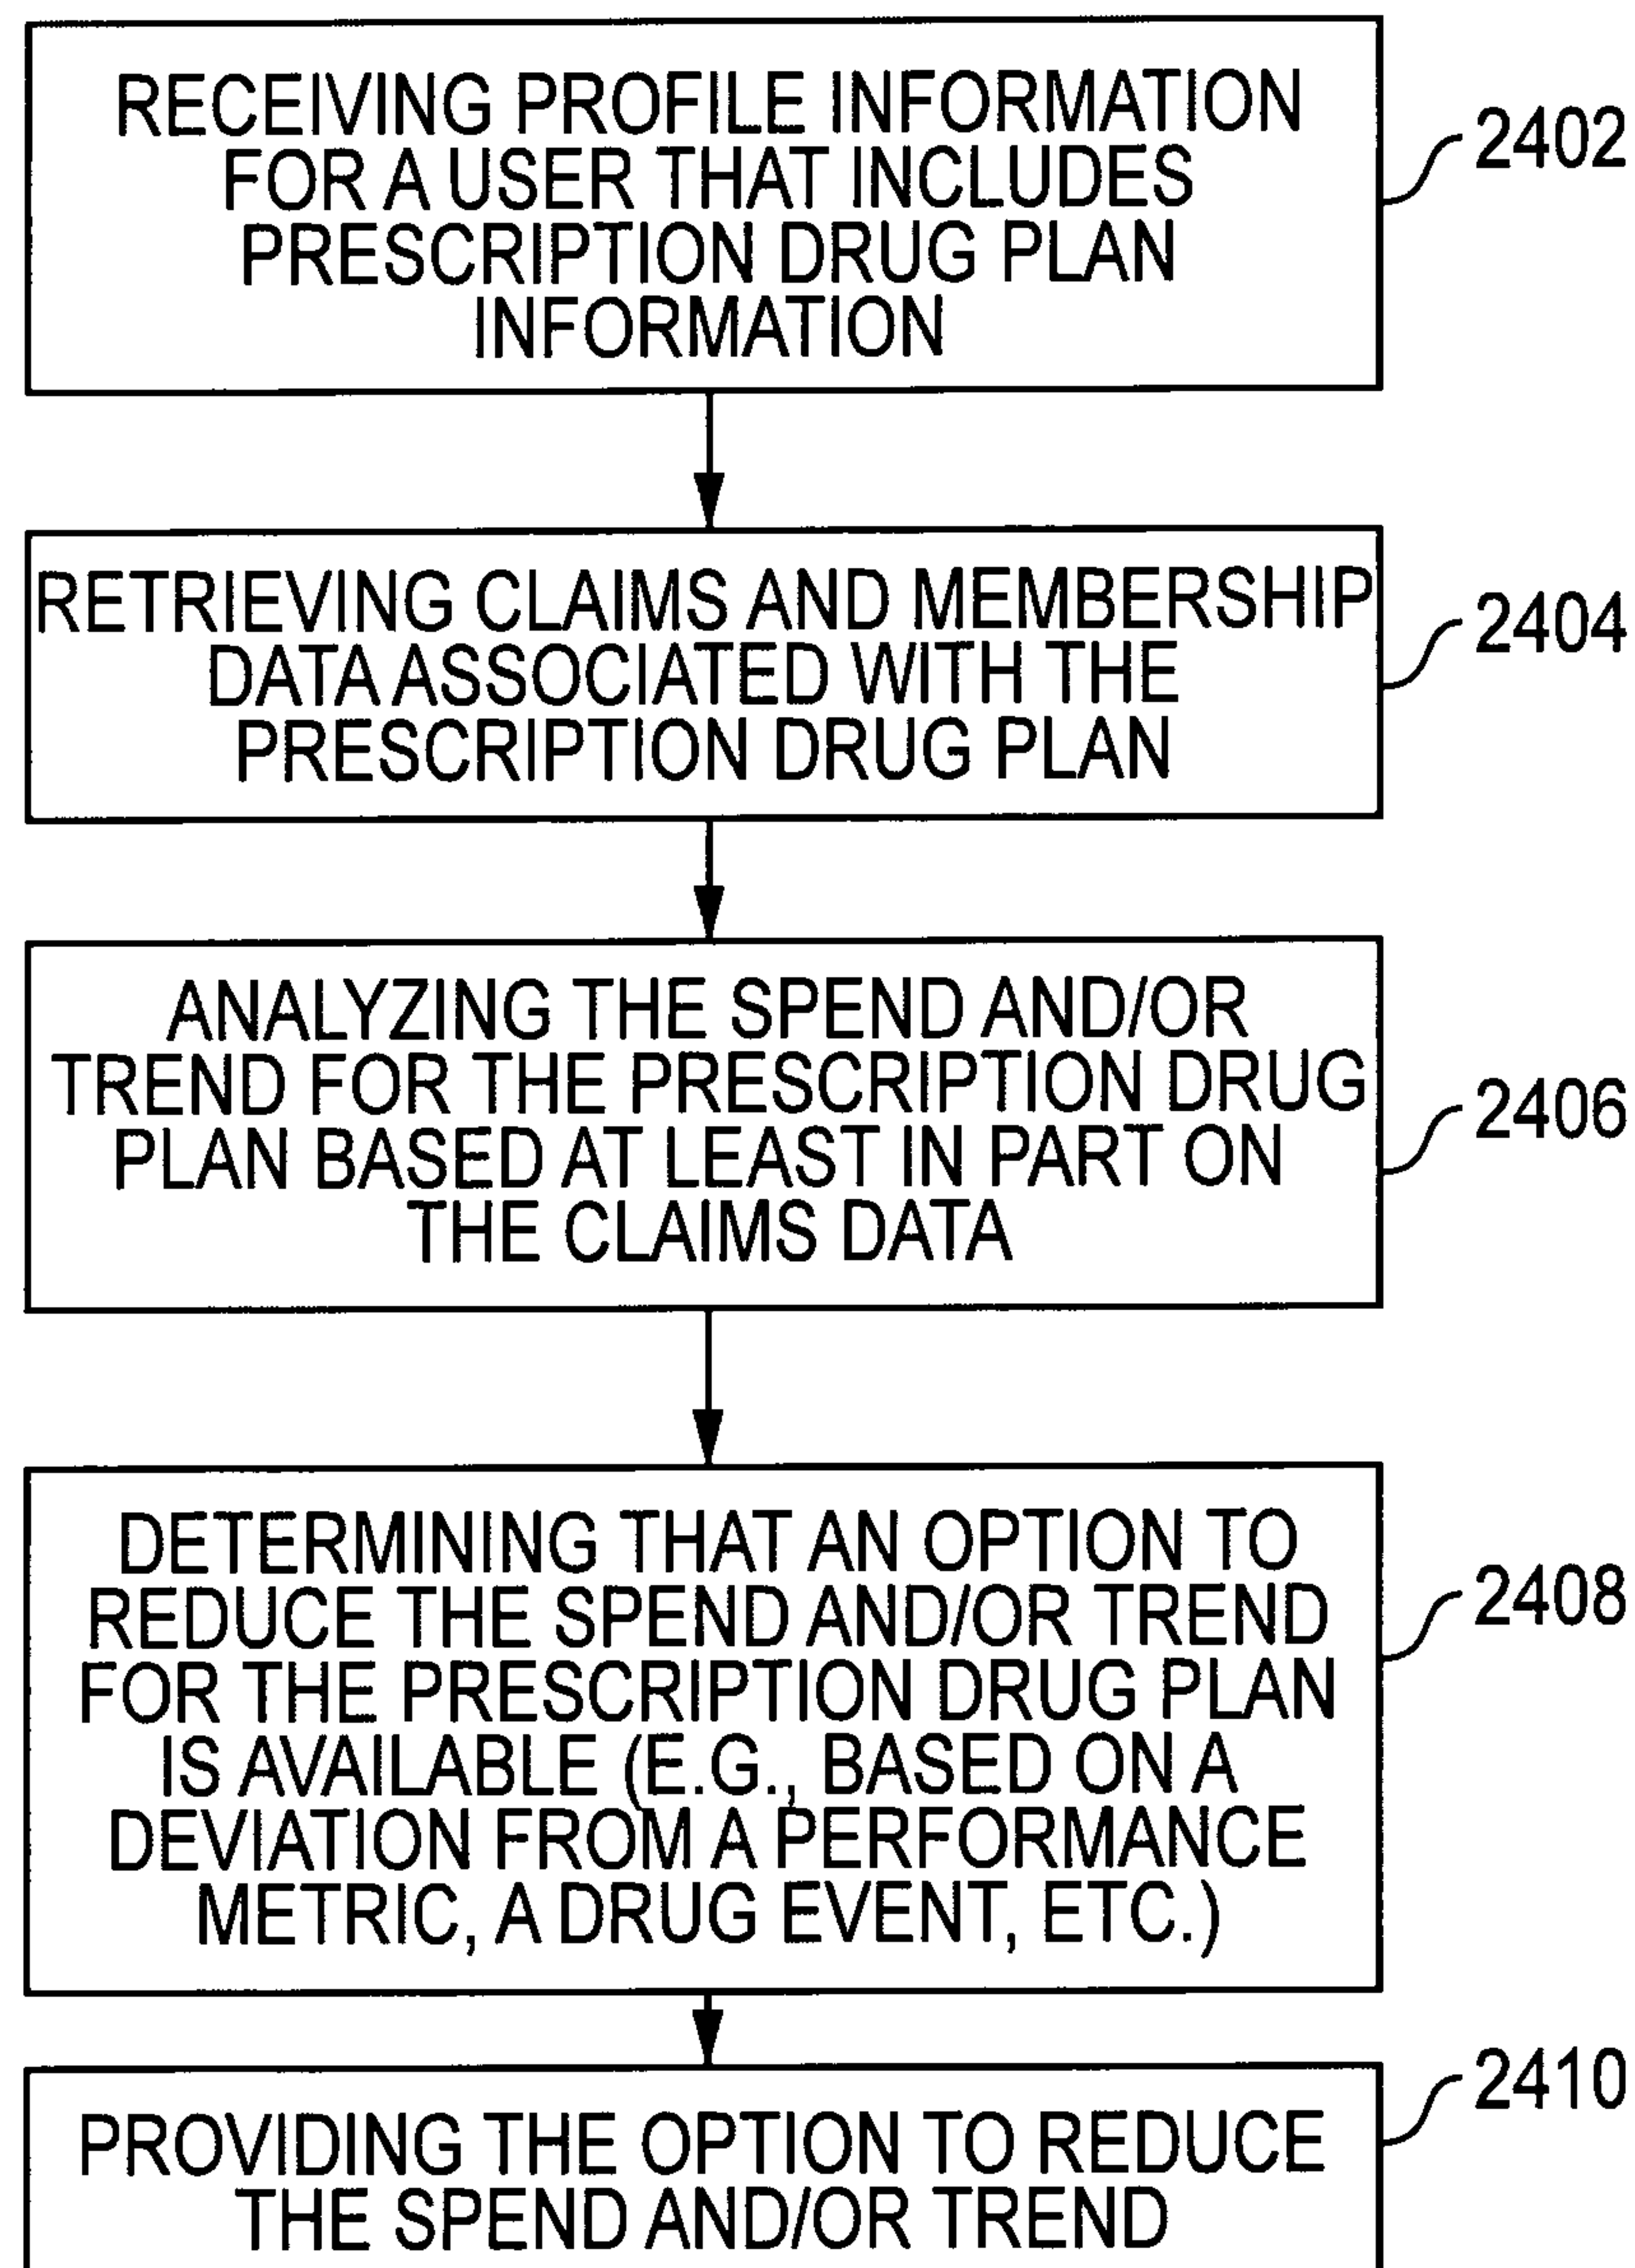 RECEIVING PROFILE INFORMATION
FOR A USER THAT INCLUDES
PRESCRIPTION DRUG PLAN
INFORMATION
2402
RETRIEVING CLAIMS AND MEMBERSHIP
DATA ASSOCIATED WITH THE
PRESCRIPTION DRUG PLAN
2404
ANALYZING THE SPEND AND/OR
TREND FOR THE PRESCRIPTION DRUG
PLAN BASED AT LEAST IN PART ON
THE CLAIMS DATA
2406
DETERMINING THAT AN OPTION TO
REDUCE THE SPEND AND/OR TREND
FOR THE PRESCRIPTION DRUG PLAN
IS AVAILABLE (E.G., BASED ON A
DEVIATION FROM A PERFORMANCE
METRIC, A DRUG EVENT, ETC.)
2408
PROVIDING THE OPTION TO REDUCE
THE SPEND AND/OR TREND
2410